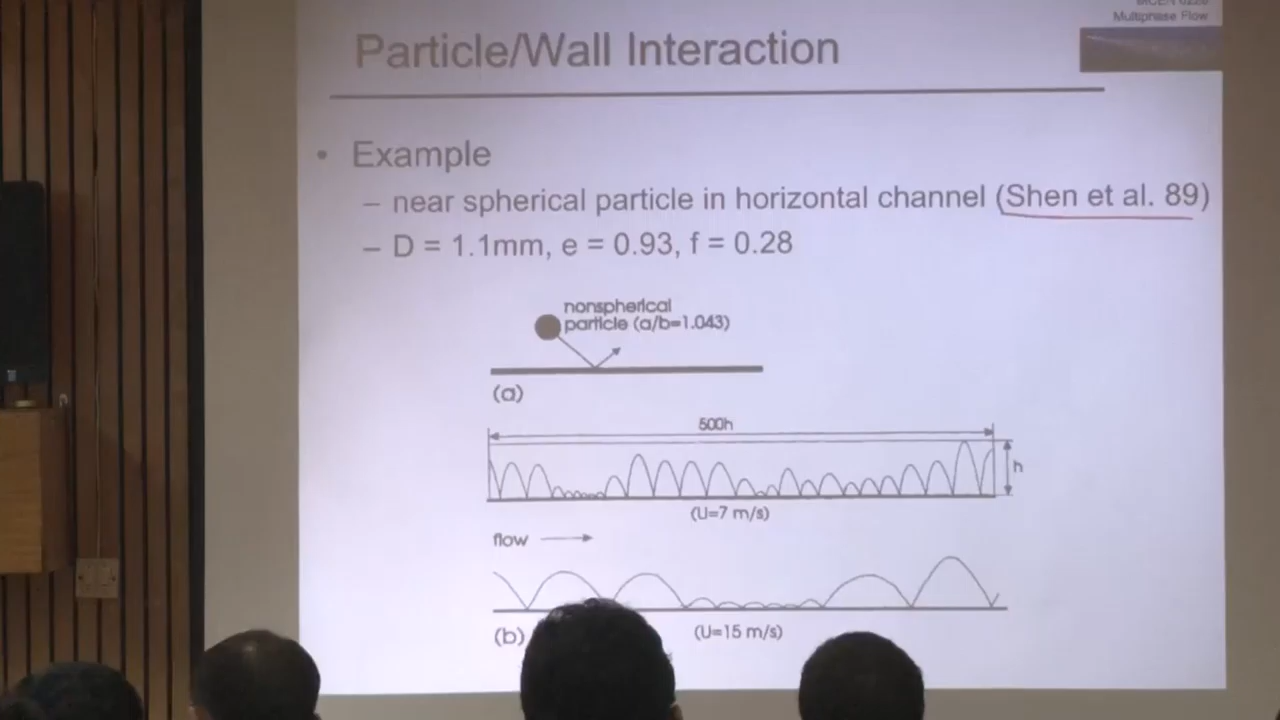 Multiphase Flow
Particle/Wall Interaction
• Example
– near spherical particle in horizontal channel (Shen et al. 89)
– D = 1.1mm, e = 0.93, f = 0.28
nonspherical
particle (a/b=1.043)
(a)
500h
h
(U=7 m/s)
flow
(b)
(U=15 m/s)